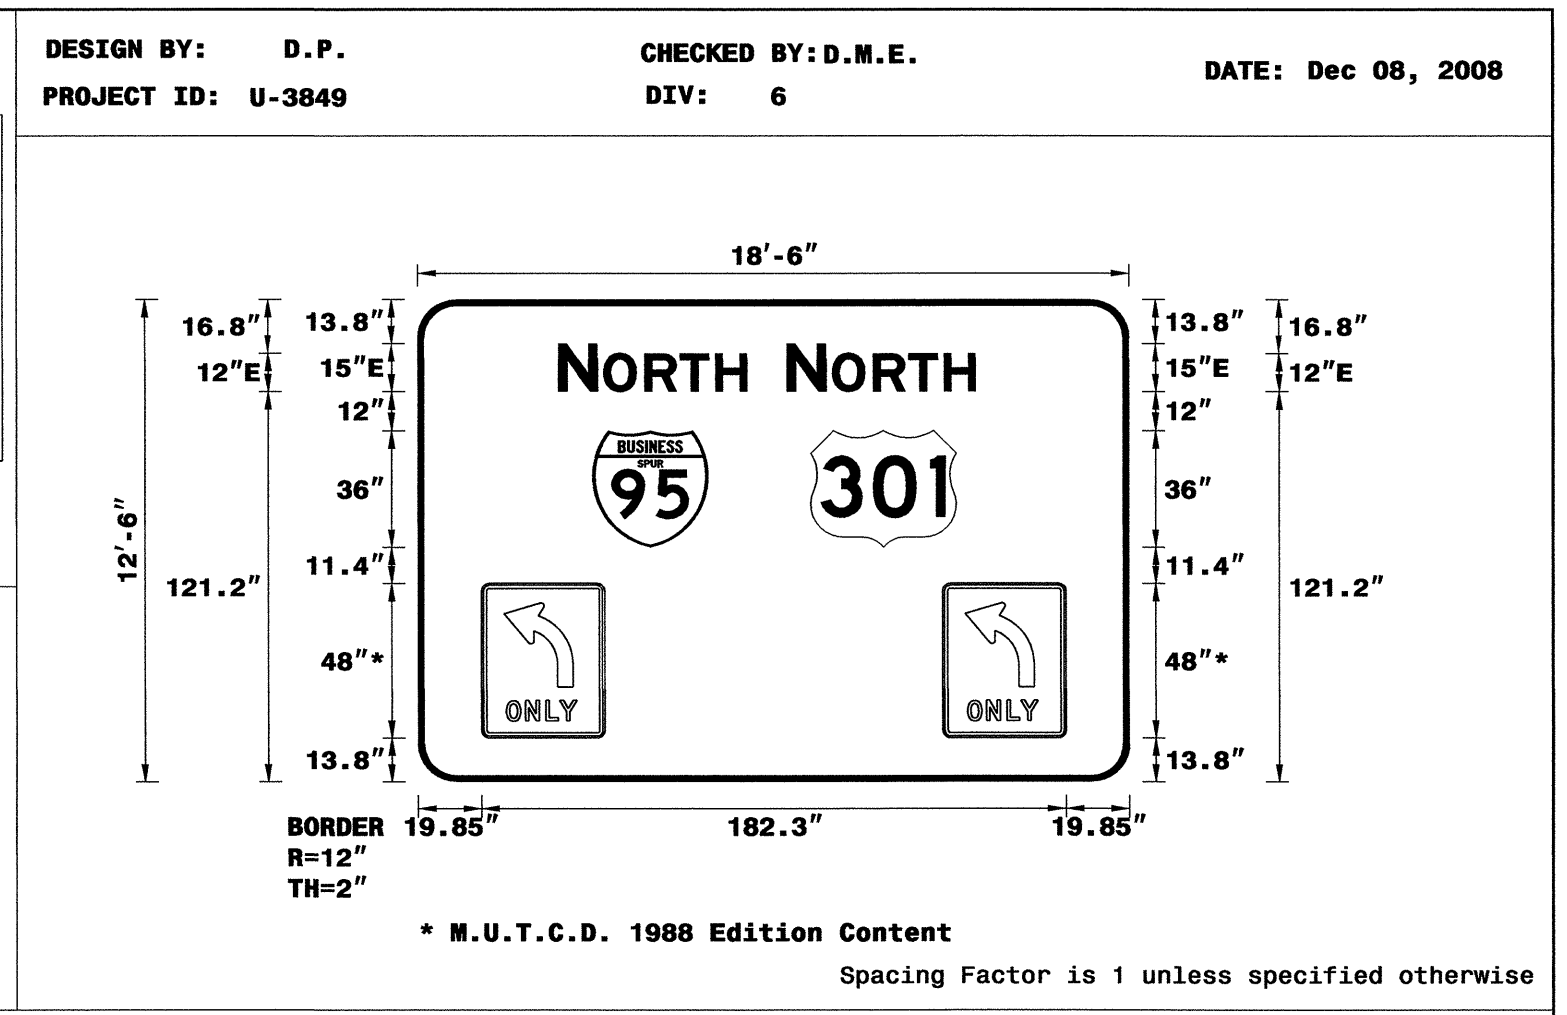 DESIGN BY: D.P. CHECKED BY: D.M.E. DATE: Dec 08, 2008
PROJECT ID: U-3849 DIV: 6
18'-6"
16.8" 13.8" 13.8" 16.8"
12"E 15"E NORTH NORTH 15"E 12"E
12" 12"
BUSINESS
SPUR
36" 95 301 36"
12'-6"
11.4" 11.4"
121.2" 121.2"
48"* 48"*
ONLY ONLY
13.8" 13.8"
BORDER 19.85" 182.3" 19.85"
R=12"
TH=2"
* M.U.T.C.D. 1988 Edition Content
Spacing Factor is 1 unless specified otherwise